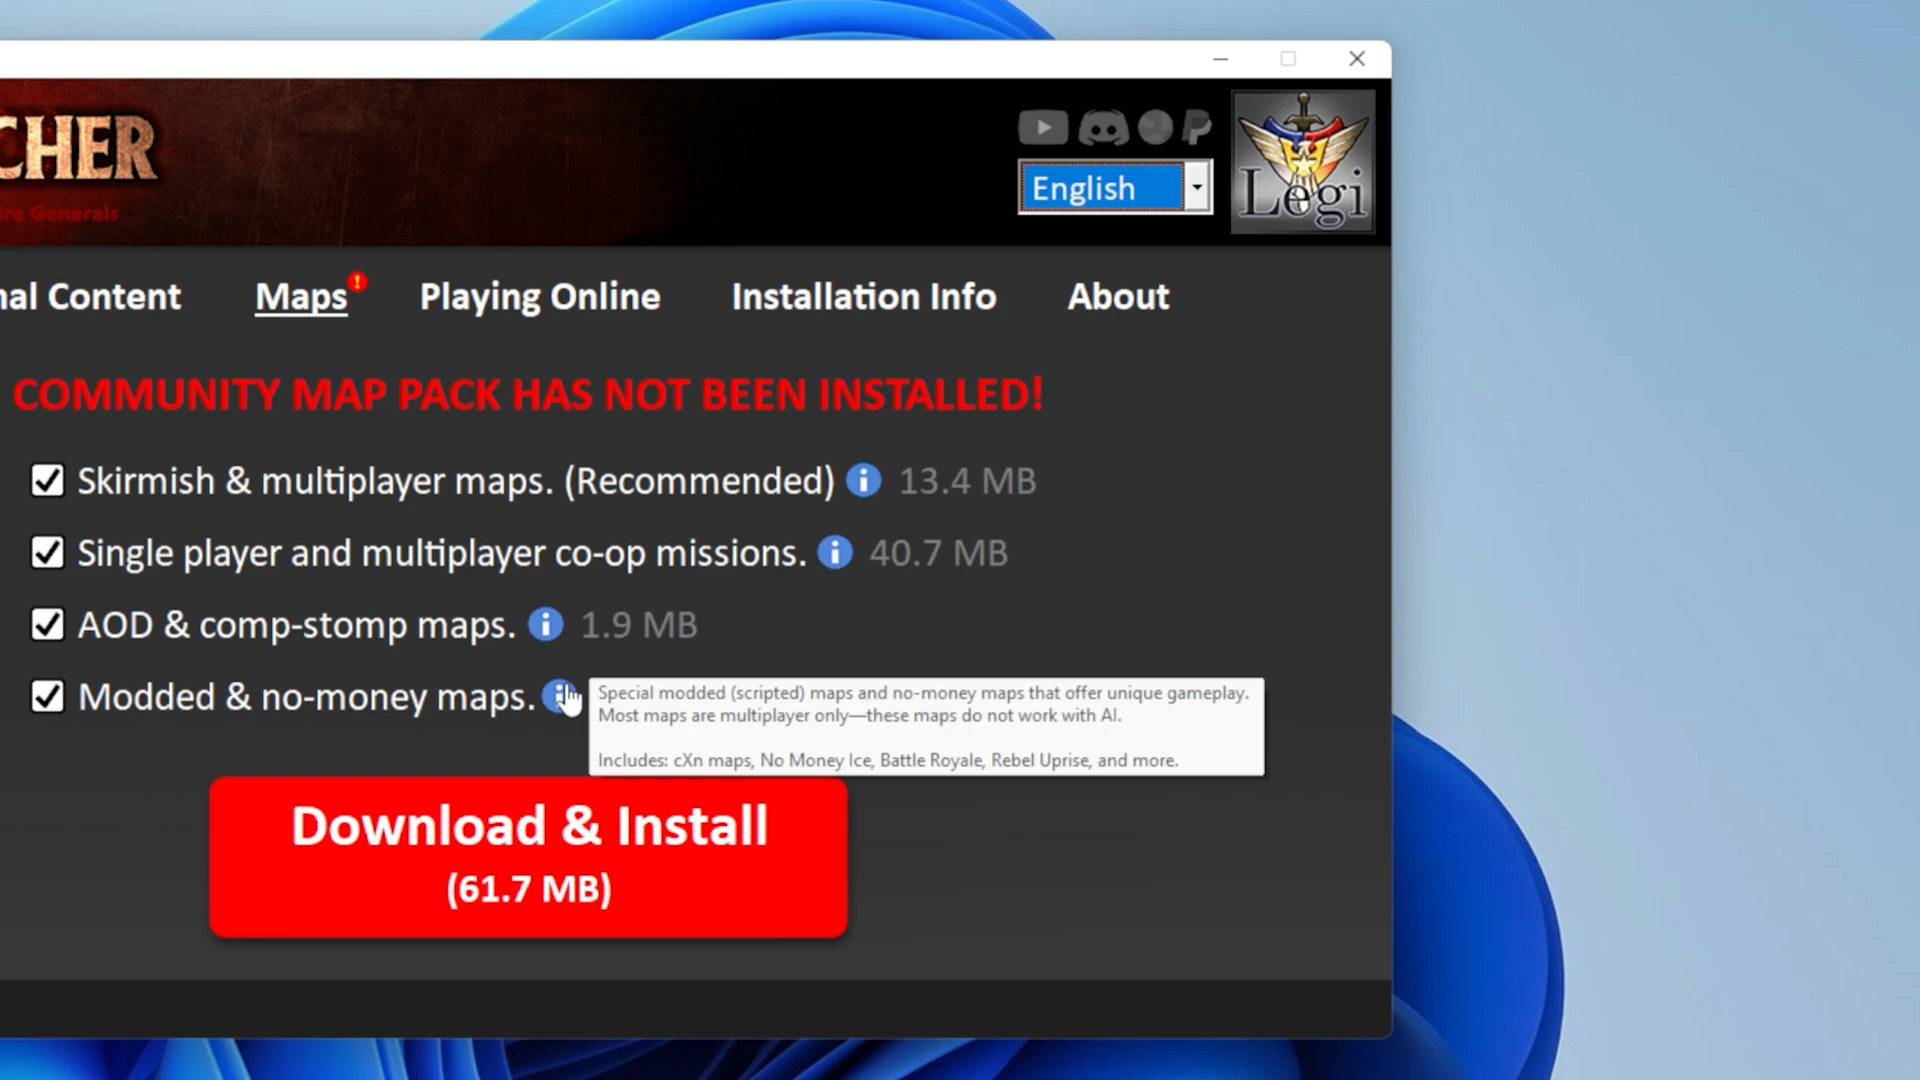 CHER
re Generals
English
Legi
nal Content
Maps
!
Playing Online
Installation Info
About
COMMUNITY MAP PACK HAS NOT BEEN INSTALLED!
Skirmish & multiplayer maps. (Recommended) i 13.4 MB
Single player and multiplayer co-op missions. i 40.7 MB
AOD & comp-stomp maps. i 1.9 MB
Modded & no-money maps. i
Special modded (scripted) maps and no-money maps that offer unique gameplay.
Most maps are multiplayer only—these maps do not work with AI.
Includes: cXn maps, No Money Ice, Battle Royale, Rebel Uprise, and more.
Download & Install
(61.7 MB)